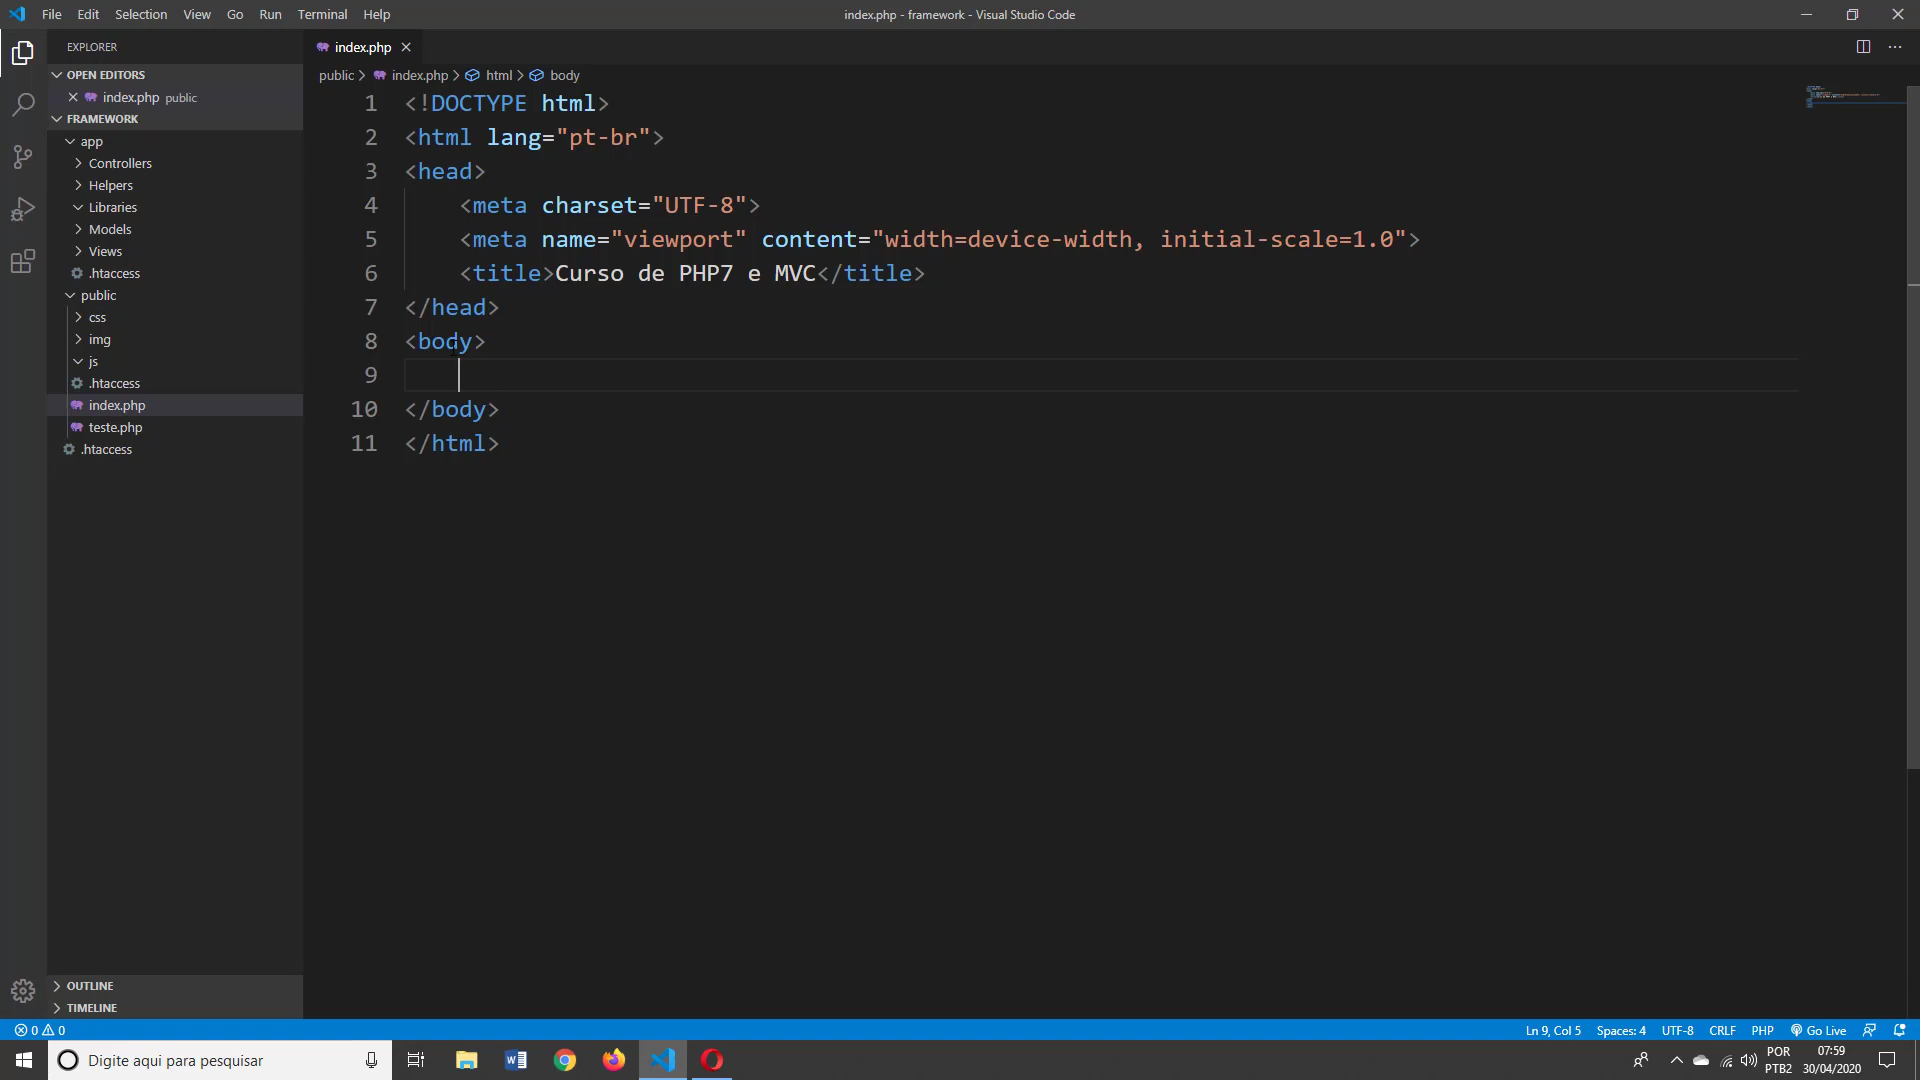 File Edit Selection View Go Run Terminal Help
index.php - framework - Visual Studio Code
EXPLORER
OPEN EDITORS
index.php public
FRAMEWORK
app
Controllers
Helpers
Libraries
Models
Views
.htaccess
public
css
img
js
.htaccess
index.php
teste.php
.htaccess
OUTLINE
TIMELINE
index.php
public > index.php > html > body
1 <!DOCTYPE html>
2 <html lang="pt-br">
3 <head>
4 <meta charset="UTF-8">
5 <meta name="viewport" content="width=device-width, initial-scale=1.0">
6 <title>Curso de PHP7 e MVC</title>
7 </head>
8 <body>
9
10 </body>
11 </html>
0 0
Ln 9, Col 5 Spaces: 4 UTF-8 CRLF PHP Go Live
Digite aqui para pesquisar
POR
PTB2
07:59
30/04/2020